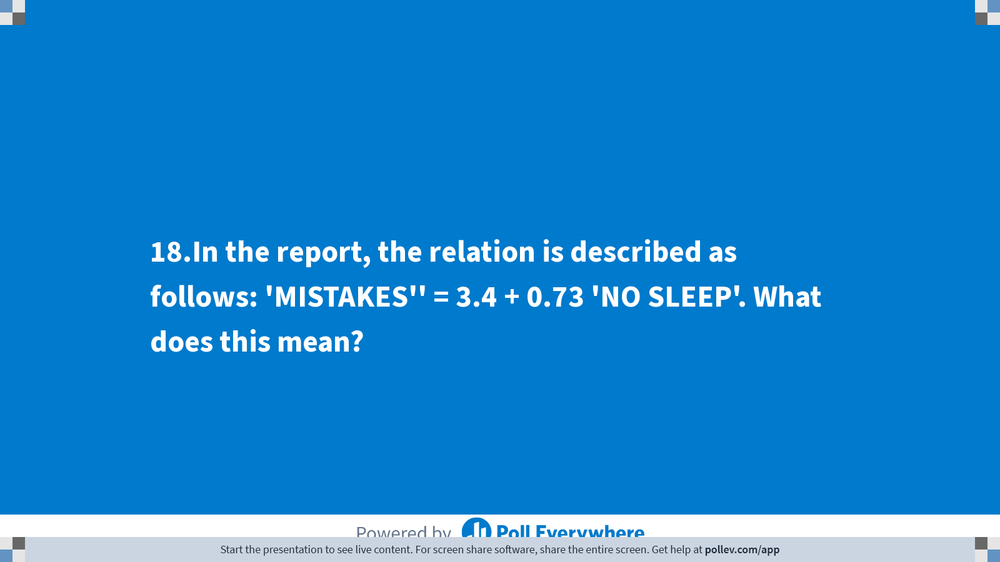 18.In the report, the relation is described as
follows: 'MISTAKES'' = 3.4 + 0.73 'NO SLEEP'. What
does this mean?
Powered by Poll Everywhere
Start the presentation to see live content. For screen share software, share the entire screen. Get help at pollev.com/app